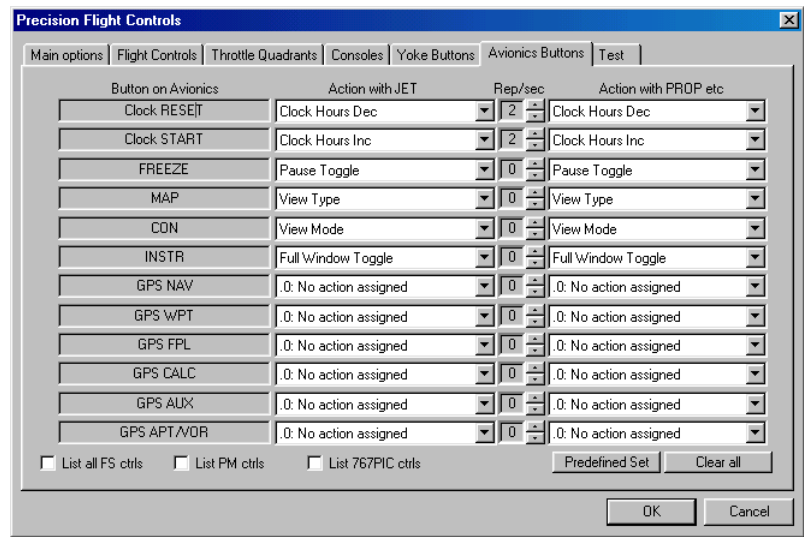 Precision Flight Controls
Main options Flight Controls Throttle Quadrants Consoles Yoke Buttons Avionics Buttons Test
Button on Avionics Action with JET Rep/sec Action with PROP etc
Clock RESET Clock Hours Dec 2 Clock Hours Dec
Clock START Clock Hours Inc 2 Clock Hours Inc
FREEZE Pause Toggle 0 Pause Toggle
MAP View Type 0 View Type
CON View Mode 0 View Mode
INSTR Full Window Toggle 0 Full Window Toggle
GPS NAV .0: No action assigned 0 .0: No action assigned
GPS WPT .0: No action assigned 0 .0: No action assigned
GPS FPL .0: No action assigned 0 .0: No action assigned
GPS CALC .0: No action assigned 0 .0: No action assigned
GPS AUX .0: No action assigned 0 .0: No action assigned
GPS APT/VOR .0: No action assigned 0 .0: No action assigned
List all FS ctrls List PM ctrls List 767PIC ctrls Predefined Set Clear all
OK Cancel